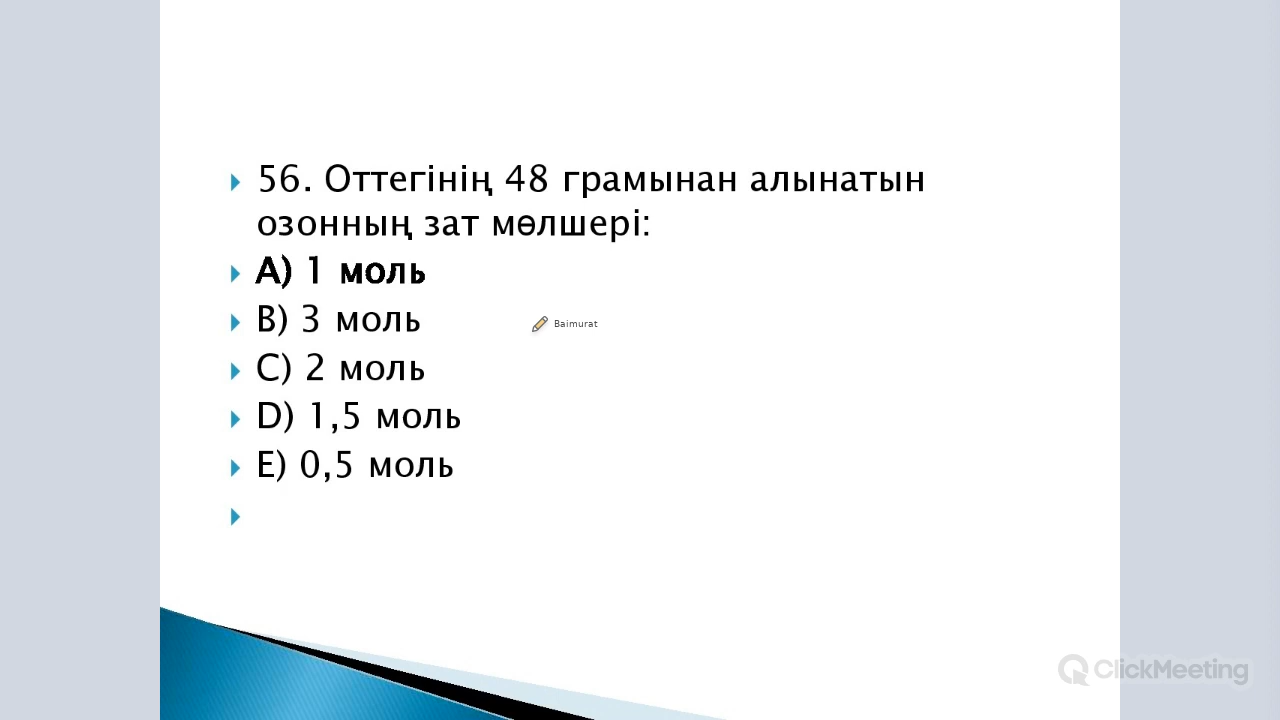 56. Оттегінің 48 грамынан алынатын
озонның зат мөлшері:
A) 1 моль
B) 3 моль
Baimurat
C) 2 моль
D) 1,5 моль
E) 0,5 моль
ClickMeeting